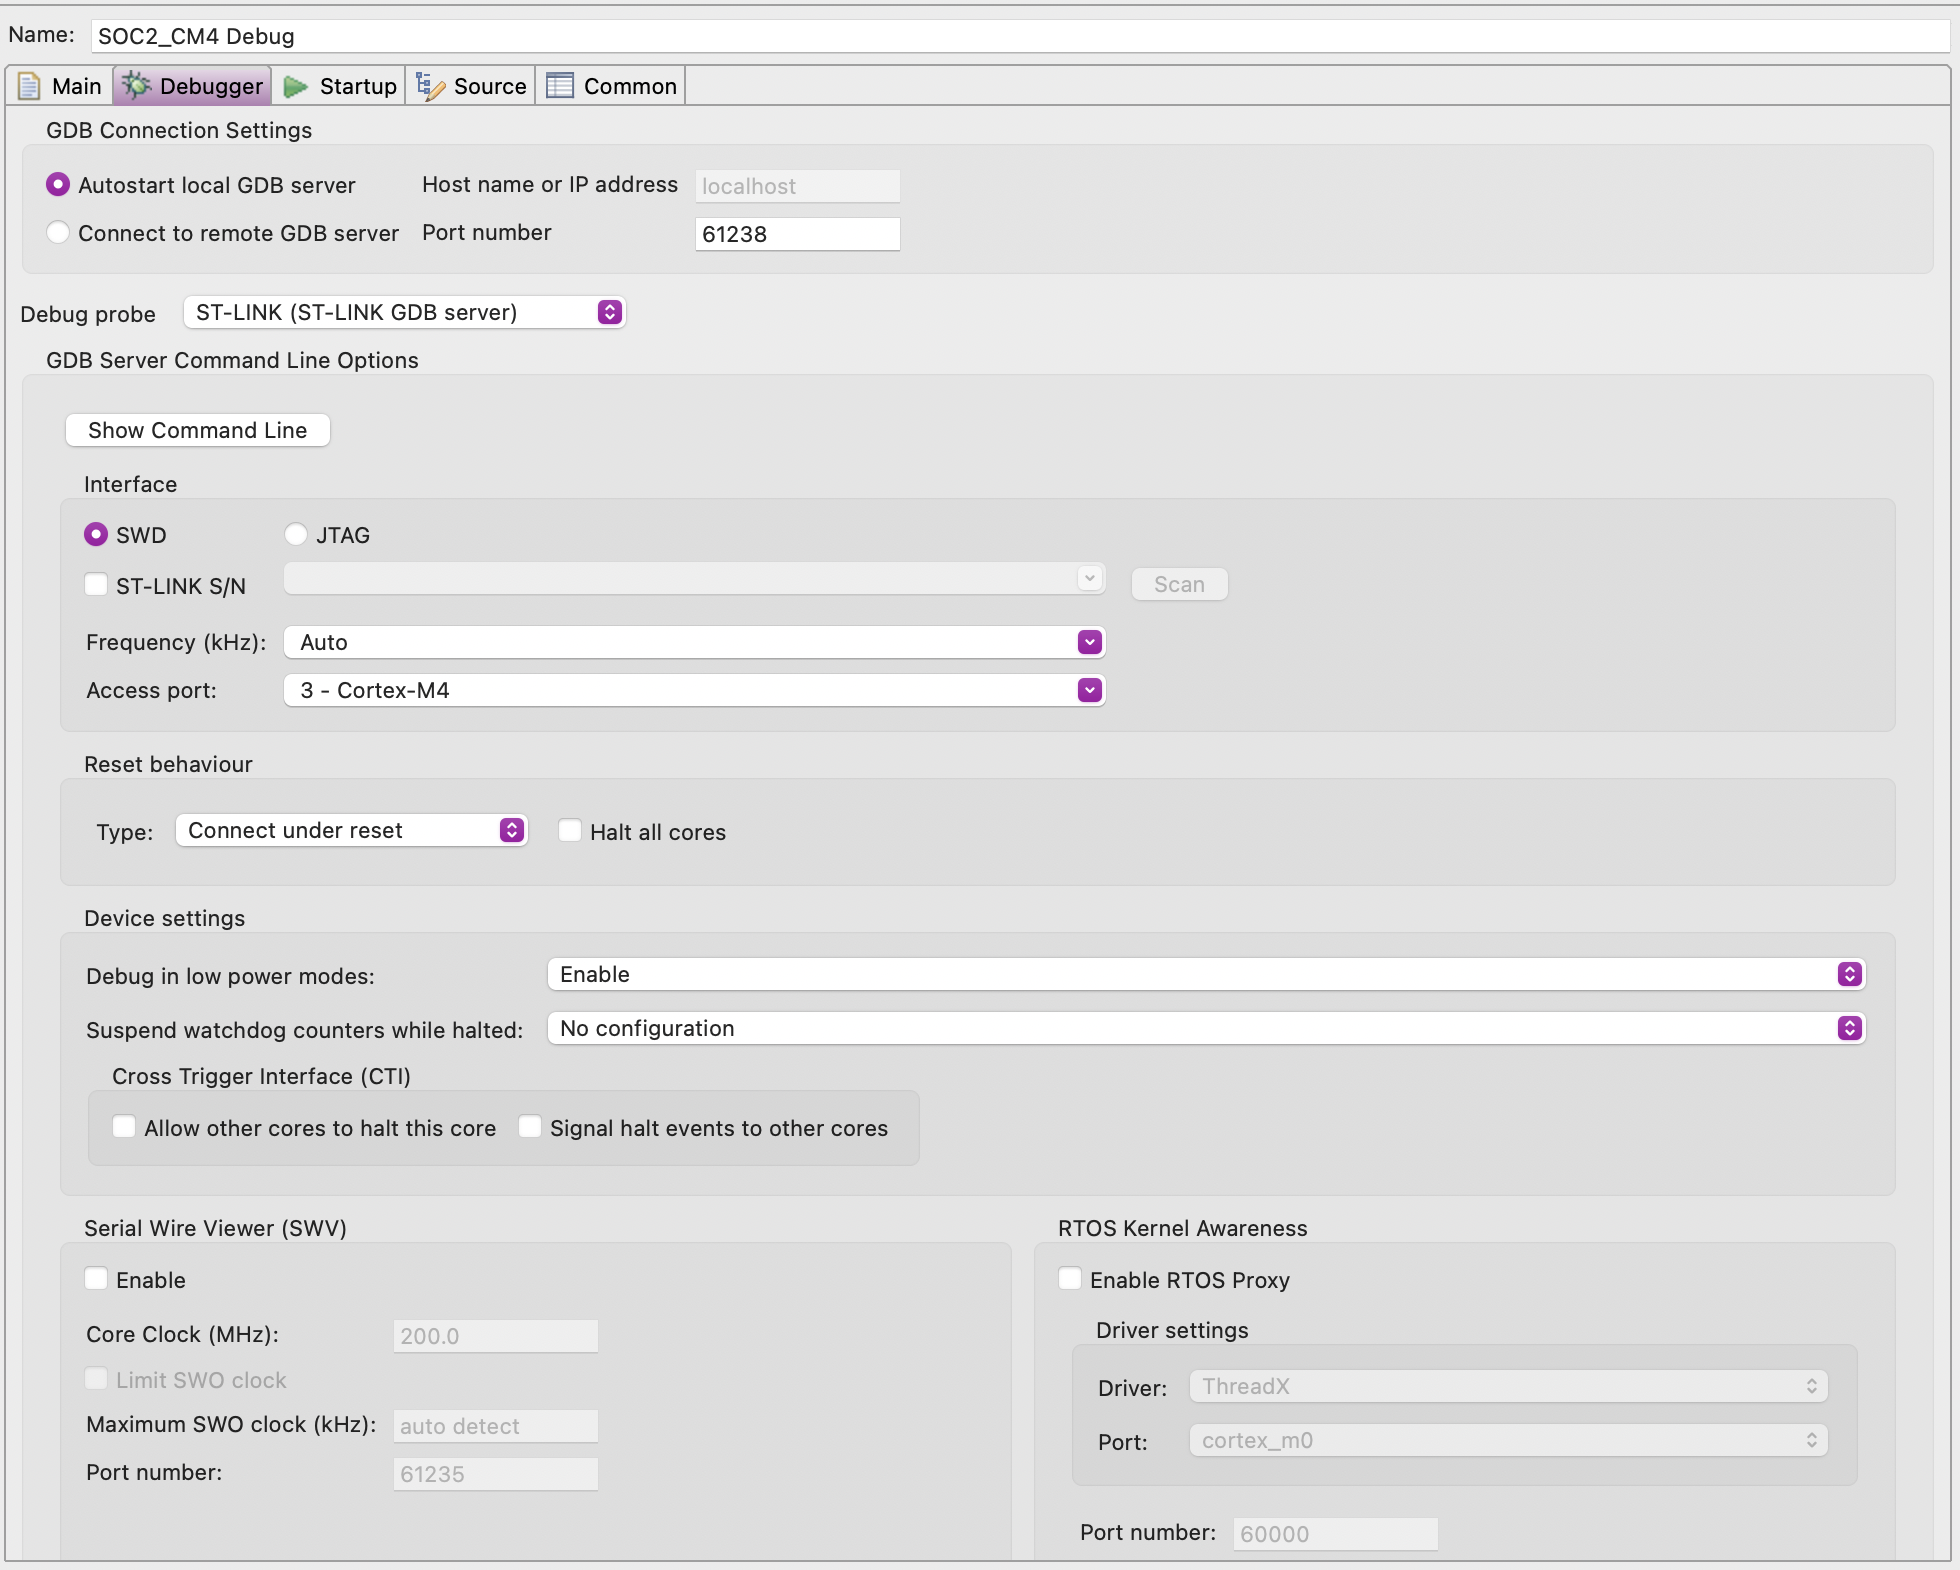 Name: SOC2_CM4 Debug
Main Debugger Startup Source Common
GDB Connection Settings
Autostart local GDB server Host name or IP address localhost
Connect to remote GDB server Port number 61238
Debug probe ST-LINK (ST-LINK GDB server)
GDB Server Command Line Options
Show Command Line
Interface
SWD JTAG
ST-LINK S/N Scan
Frequency (kHz): Auto
Access port: 3 - Cortex-M4
Reset behaviour
Type: Connect under reset Halt all cores
Device settings
Debug in low power modes: Enable
Suspend watchdog counters while halted: No configuration
Cross Trigger Interface (CTI)
Allow other cores to halt this core Signal halt events to other cores
Serial Wire Viewer (SWV)
Enable
Core Clock (MHz): 200.0
Limit SWO clock
Maximum SWO clock (kHz): auto detect
Port number: 61235
RTOS Kernel Awareness
Enable RTOS Proxy
Driver settings
Driver: ThreadX
Port: cortex_m0
Port number: 60000